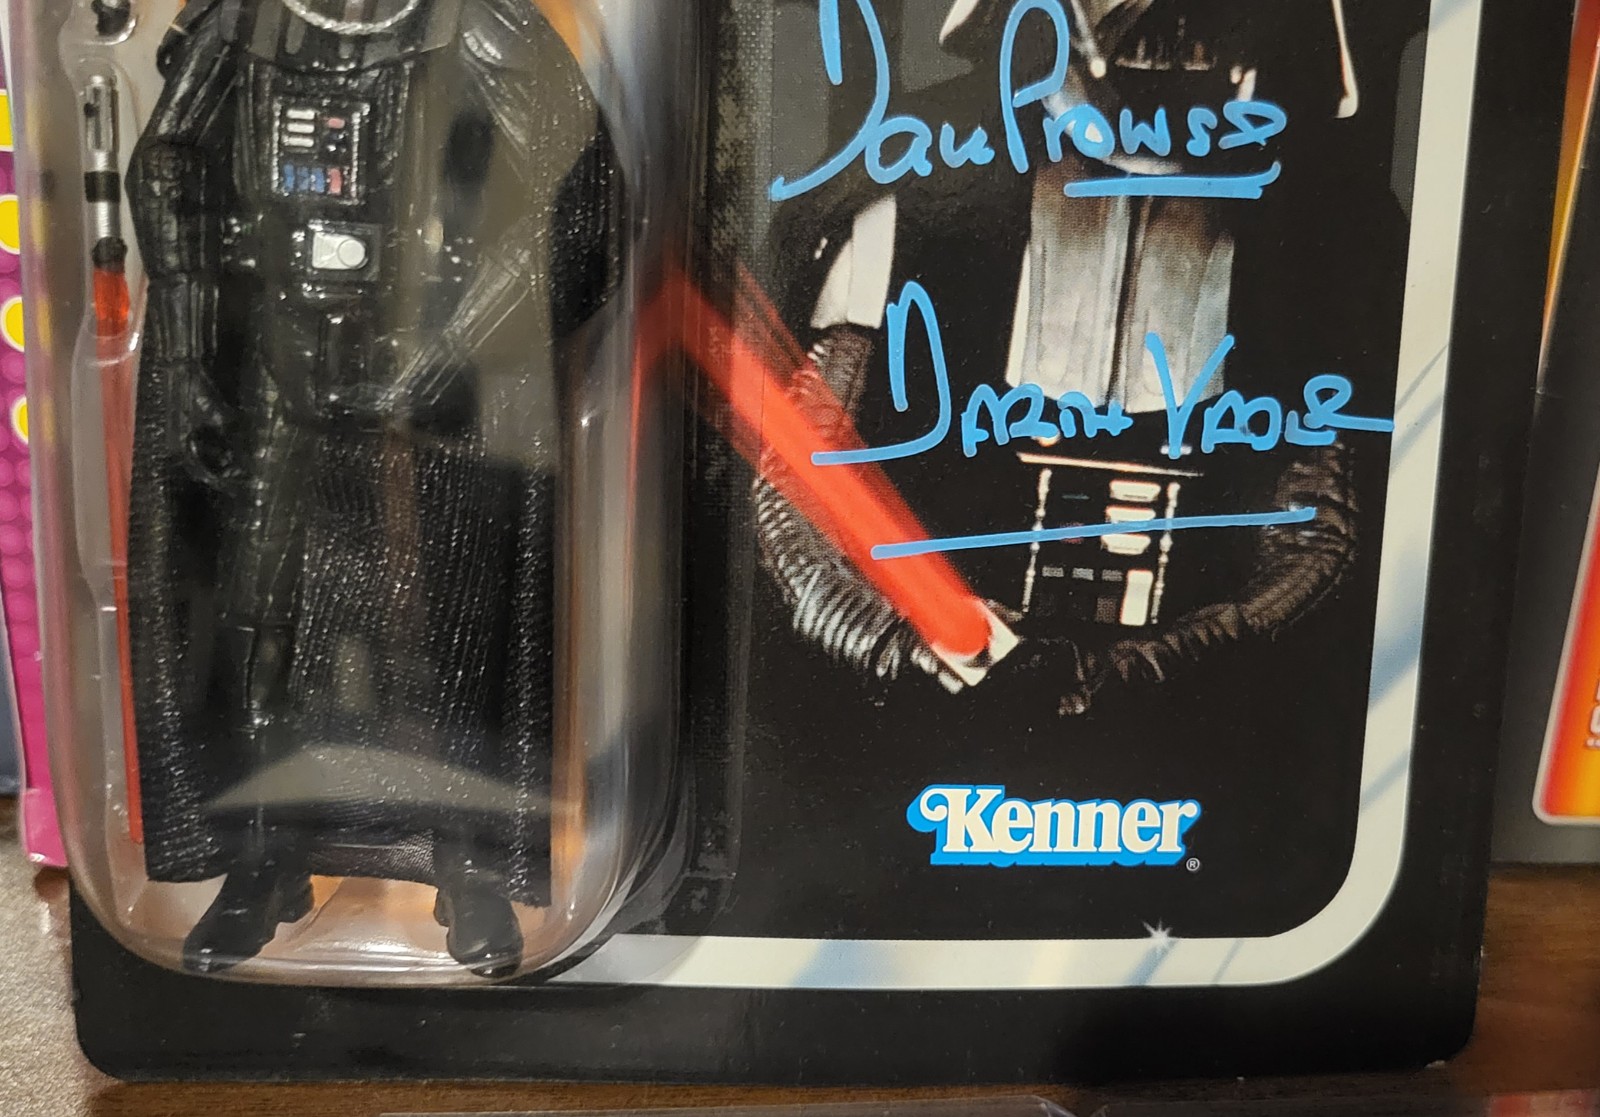 Dave Prowse
DARTH VADER
Kenner
®